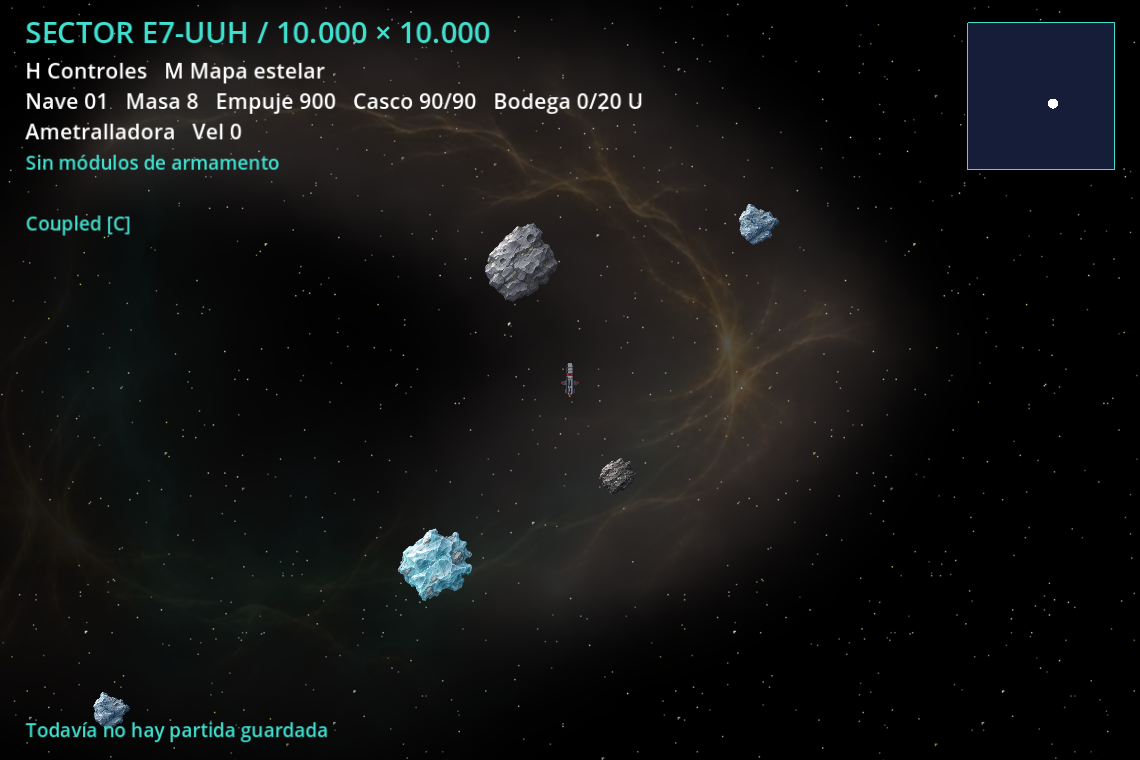 SECTOR E7-UUH / 10.000 × 10.000
H Controles   M Mapa estelar
Nave 01   Masa 8   Empuje 900   Casco 90/90   Bodega 0/20 U
Ametralladora   Vel 0
Sin módulos de armamento
Coupled [C]
Todavía no hay partida guardada